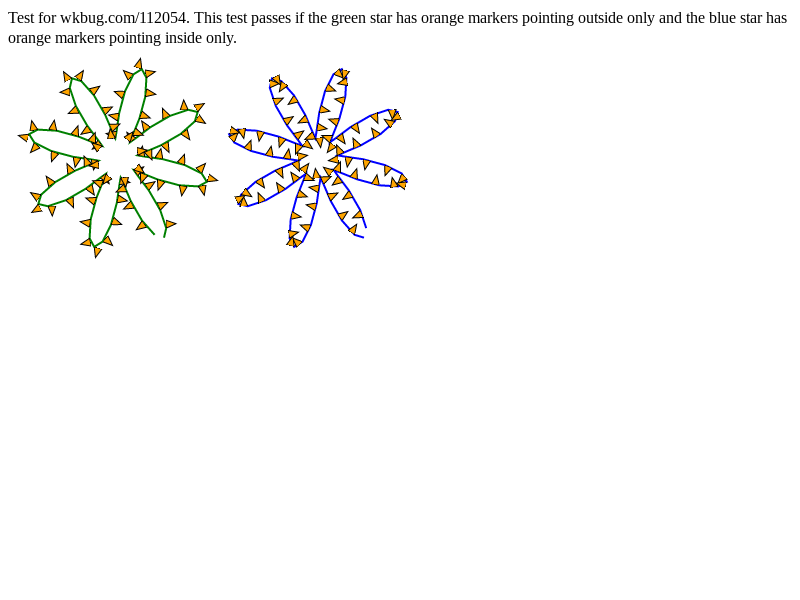 Test for wkbug.com/112054. This test passes if the green star has orange markers pointing outside only and the blue star has
orange markers pointing inside only.